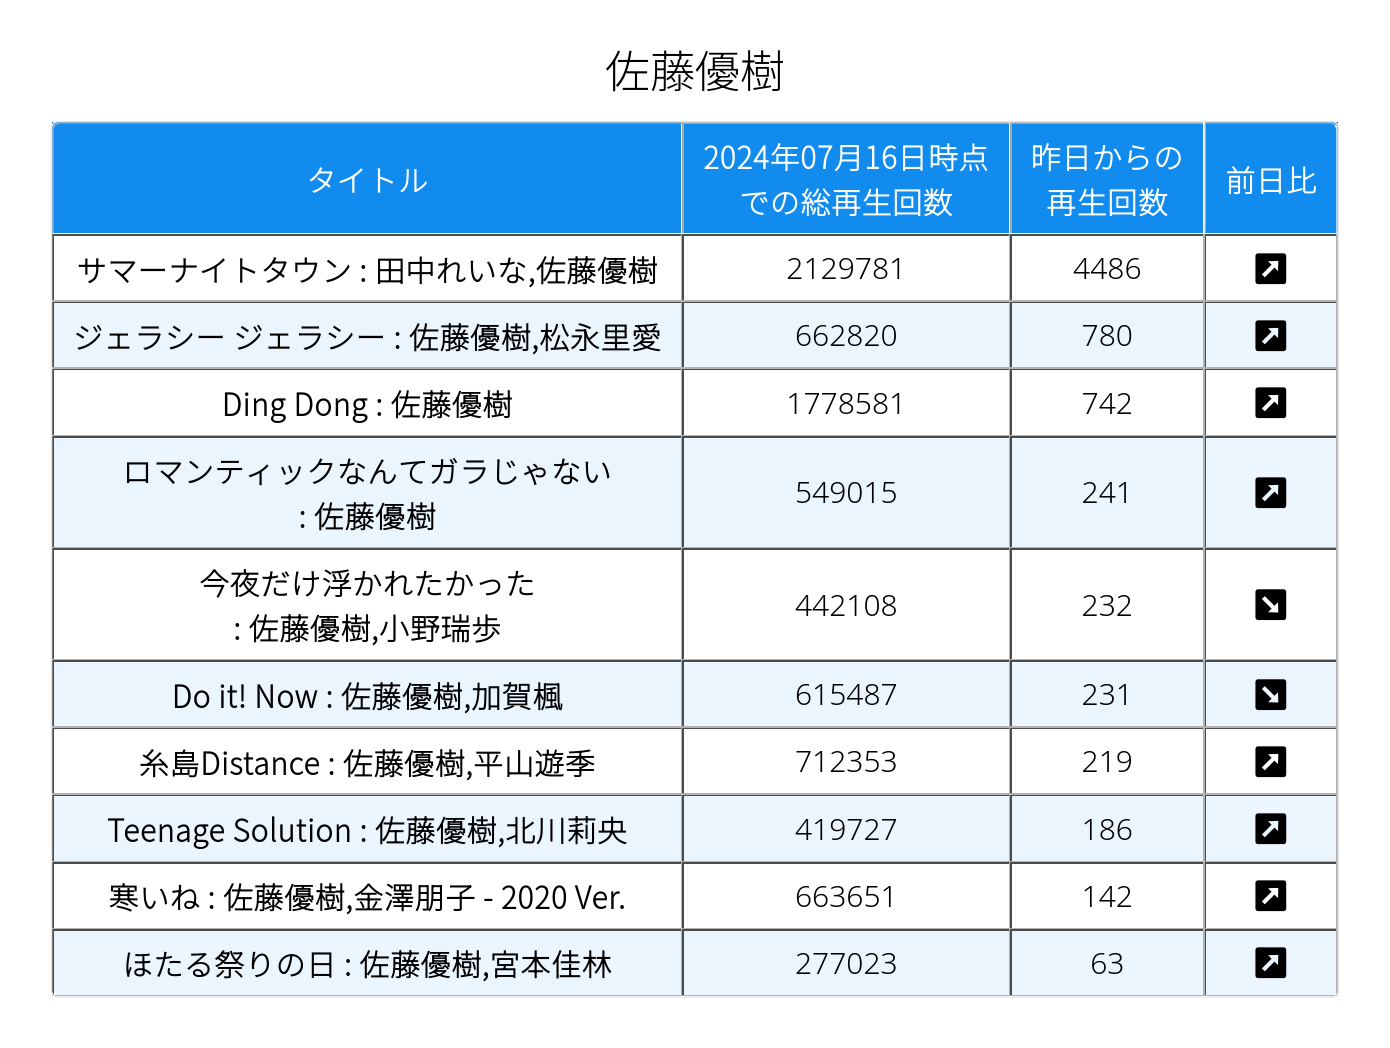 佐藤優樹
タイトル
2024年07月16日時点
での総再生回数
昨日からの
再生回数
前日比
サマーナイトタウン : 田中れいな,佐藤優樹 2129781 4486
ジェラシー ジェラシー : 佐藤優樹,松永里愛 662820 780
Ding Dong : 佐藤優樹 1778581 742
ロマンティックなんてガラじゃない
: 佐藤優樹
549015 241
今夜だけ浮かれたかった
: 佐藤優樹,小野瑞歩
442108 232
Do it! Now : 佐藤優樹,加賀楓 615487 231
糸島Distance : 佐藤優樹,平山遊季 712353 219
Teenage Solution : 佐藤優樹,北川莉央 419727 186
寒いね : 佐藤優樹,金澤朋子 - 2020 Ver. 663651 142
ほたる祭りの日 : 佐藤優樹,宮本佳林 277023 63